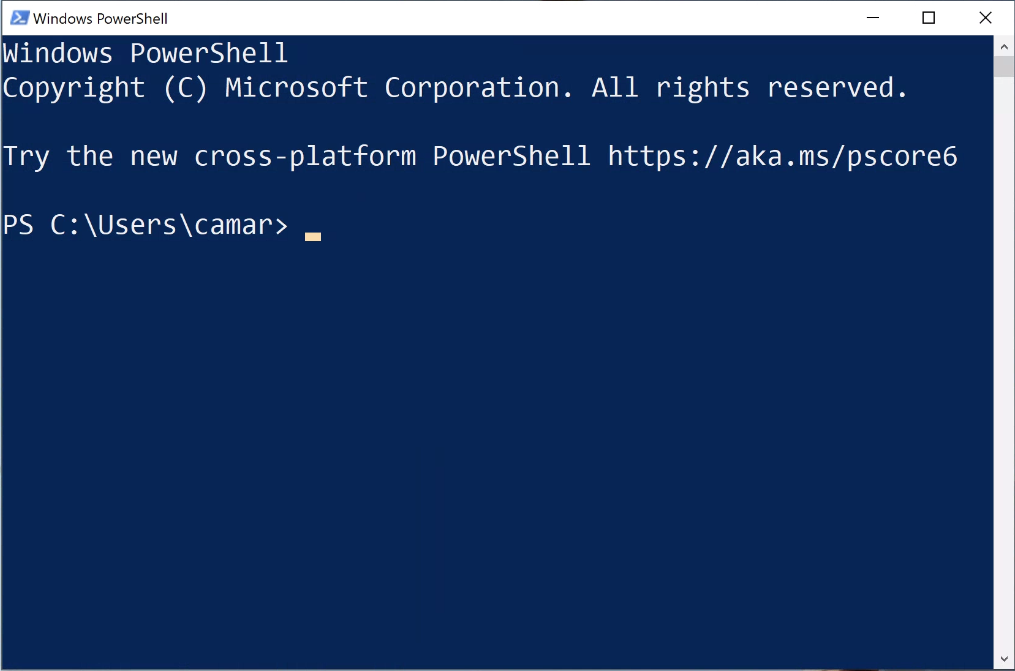 Windows PowerShell
Windows PowerShell
Copyright (C) Microsoft Corporation. All rights reserved.
Try the new cross-platform PowerShell https://aka.ms/pscore6
PS C:\Users\camar>